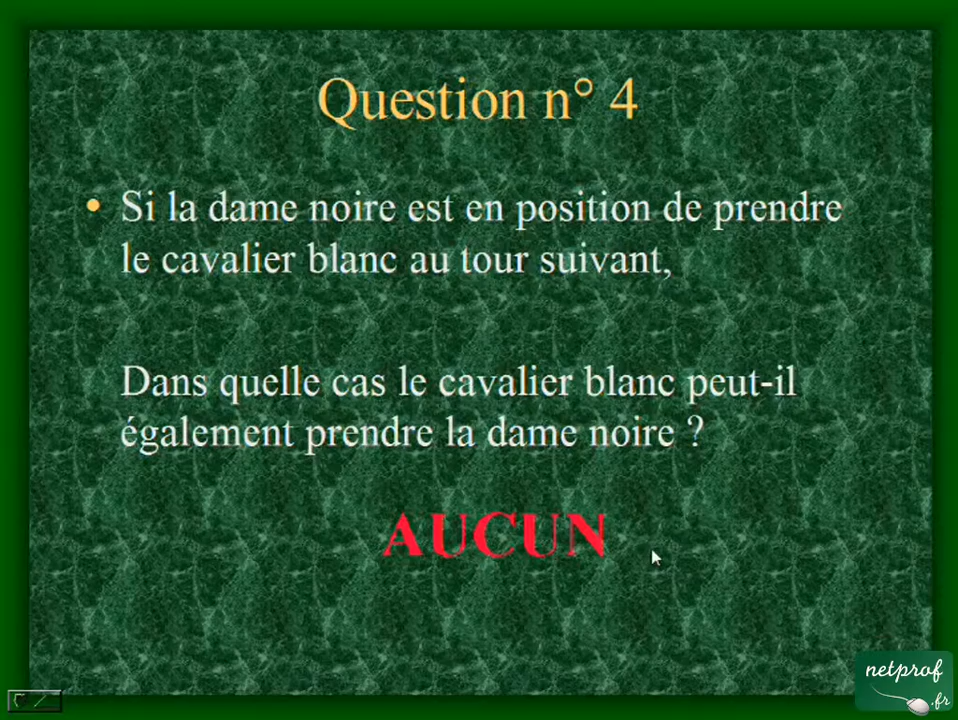 Question n° 4
• Si la dame noire est en position de prendre
le cavalier blanc au tour suivant,
Dans quelle cas le cavalier blanc peut-il
également prendre la dame noire ?
AUCUN
netprof
.fr